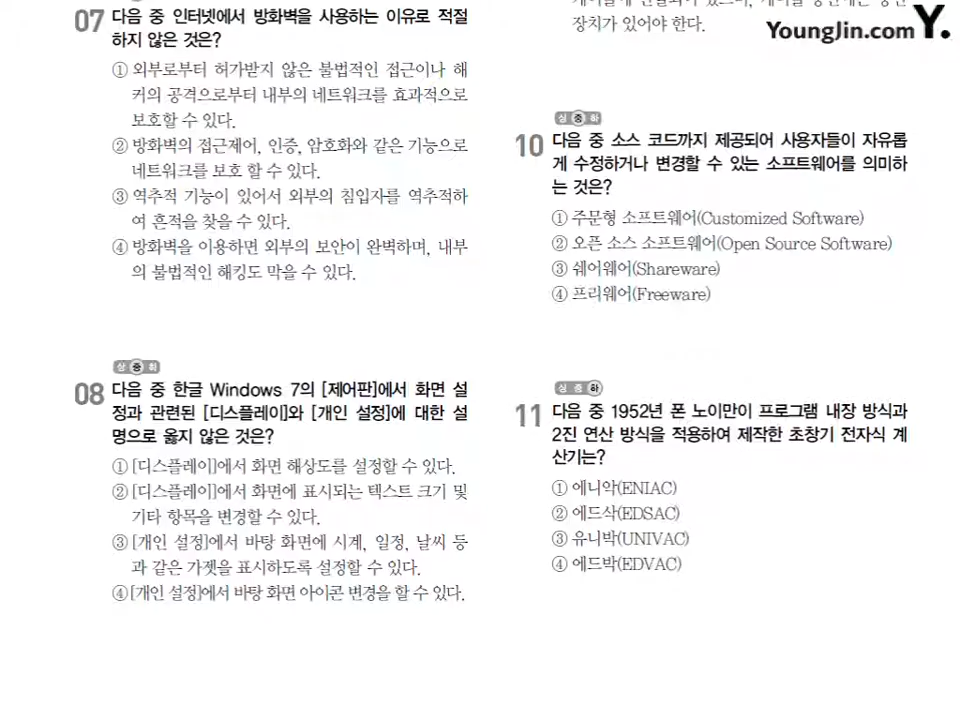 07 다음 중 인터넷에서 방화벽을 사용하는 이유로 적절
하지 않은 것은?
① 외부로부터 허가받지 않은 불법적인 접근이나 해
커의 공격으로부터 내부의 네트워크를 효과적으로
보호할 수 있다.
② 방화벽의 접근제어, 인증, 암호화와 같은 기능으로
네트워크를 보호 할 수 있다.
③ 역추적 기능이 있어서 외부의 침입자를 역추적하
여 흔적을 찾을 수 있다.
④ 방화벽을 이용하면 외부의 보안이 완벽하며, 내부
의 불법적인 해킹도 막을 수 있다.
상 중 하
08 다음 중 한글 Windows 7의 [제어판]에서 화면 설
정과 관련된 [디스플레이]와 [개인 설정]에 대한 설
명으로 옳지 않은 것은?
① [디스플레이]에서 화면 해상도를 설정할 수 있다.
② [디스플레이]에서 화면에 표시되는 텍스트 크기 및
기타 항목을 변경할 수 있다.
③ [개인 설정]에서 바탕 화면에 시계, 일정, 날씨 등
과 같은 가젯을 표시하도록 설정할 수 있다.
④ [개인 설정]에서 바탕 화면 아이콘 변경을 할 수 있다.
장치가 있어야 한다.
YoungJin.com Y.
상 중 하
10 다음 중 소스 코드까지 제공되어 사용자들이 자유롭
게 수정하거나 변경할 수 있는 소프트웨어를 의미하
는 것은?
① 주문형 소프트웨어(Customized Software)
② 오픈 소스 소프트웨어(Open Source Software)
③ 쉐어웨어(Shareware)
④ 프리웨어(Freeware)
상 중 하
11 다음 중 1952년 폰 노이만이 프로그램 내장 방식과
2진 연산 방식을 적용하여 제작한 초창기 전자식 계
산기는?
① 에니악(ENIAC)
② 에드삭(EDSAC)
③ 유니박(UNIVAC)
④ 에드박(EDVAC)